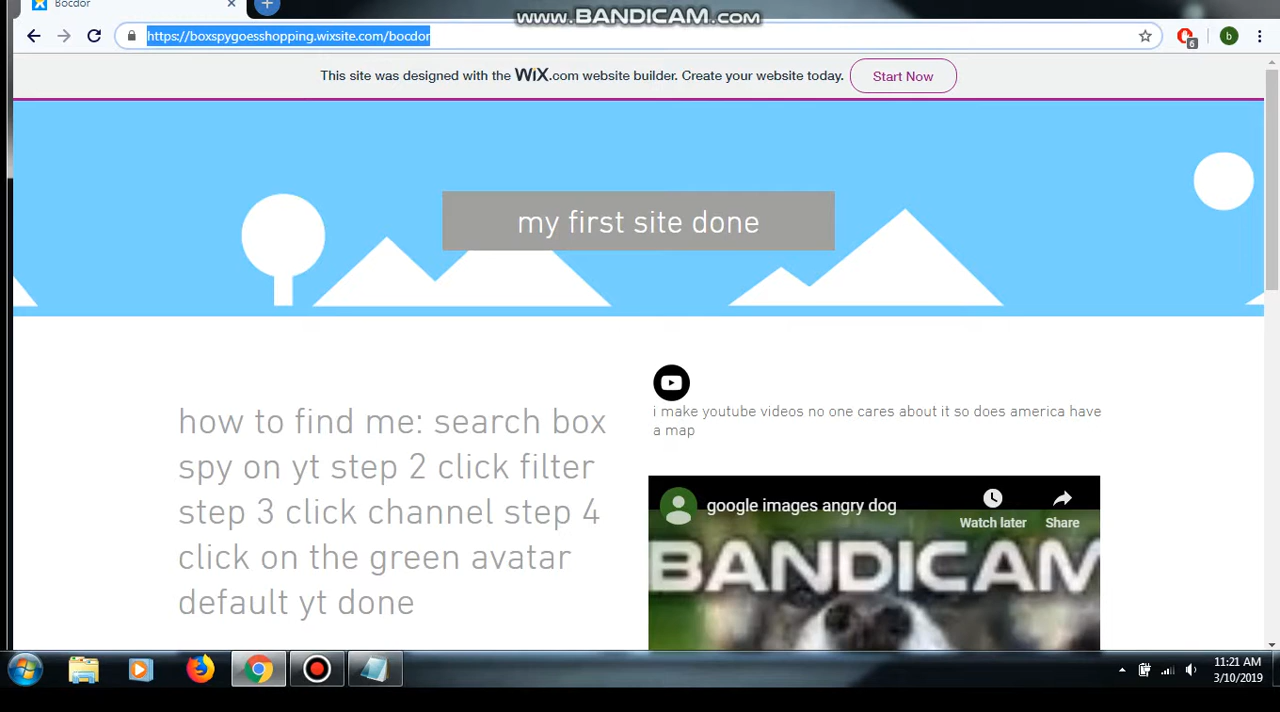 Bocdor
www.BANDICAM.com
https://boxspygoesshopping.wixsite.com/bocdor
6
b
This site was designed with the WiX.com website builder. Create your website today.
Start Now
my first site done
how to find me: search box
spy on yt step 2 click filter
step 3 click channel step 4
click on the green avatar
default yt done
i make youtube videos no one cares about it so does america have
a map
google images angry dog
Watch later
Share
BANDICAM
11:21 AM
3/10/2019